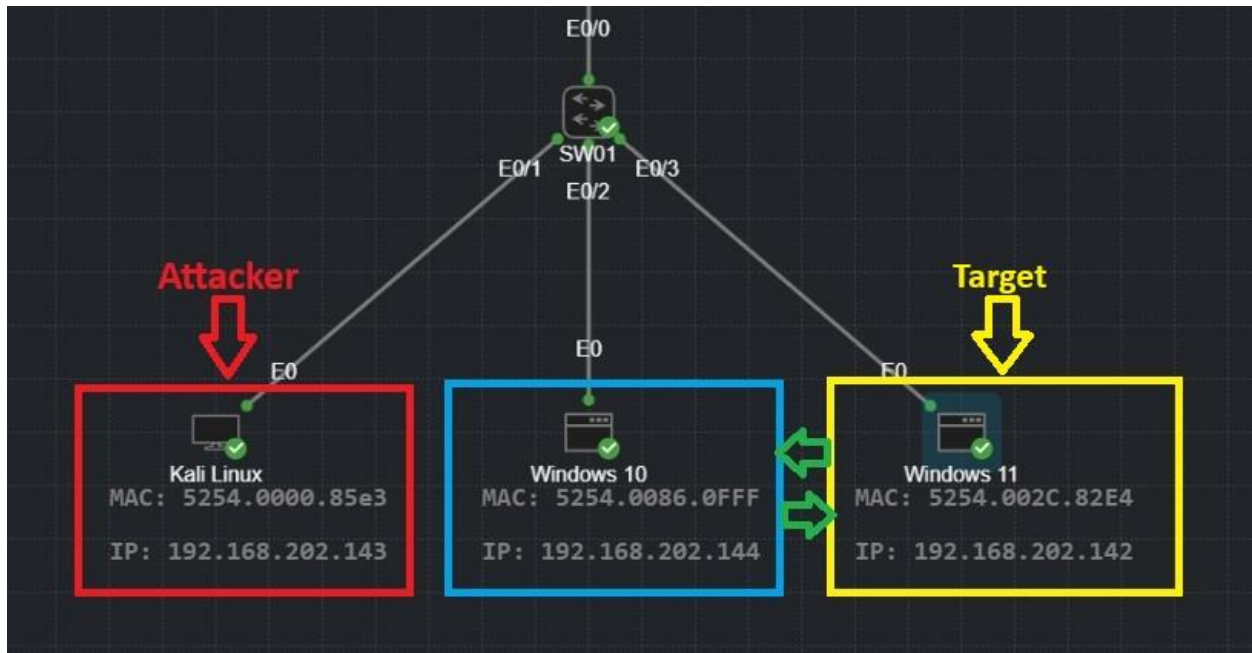 E0/0
SW01
E0/1
E0/3
E0/2
Attacker
Target
E0
E0
E0
Kali Linux
Windows 10
Windows 11
MAC: 5254.0000.85e3
MAC: 5254.0086.0FFF
MAC: 5254.002C.82E4
IP: 192.168.202.143
IP: 192.168.202.144
IP: 192.168.202.142